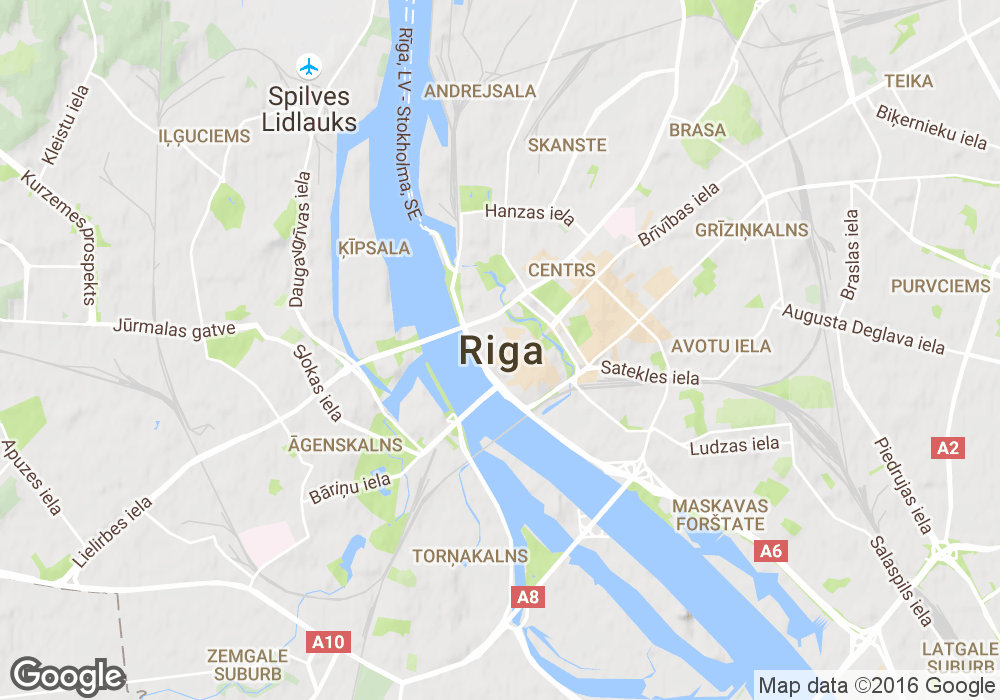 Rīga, LV - Stokholma, SE
ANDREJSALA
TEIKA
Spilves
Lidlauks
Kleistu iela
IĻĢUCIEMS
SKANSTE
BRASA
Biķernieku iela
Kurzemes prospekts
Daugavgrīvas iela
Hanzas iela
Brīvības iela
GRĪZIŅKALNS
Braslas iela
ĶĪPSALA
CENTRS
PURVCIEMS
Jūrmalas gatve
Augusta Deglava iela
Riga
AVOTU IELA
Slokas iela
Satekles iela
Apuzes iela
ĀGENSKALNS
Ludzas iela
A2
Bāriņu iela
Piedrujas iela
Lielirbes iela
MASKAVAS
FORŠTATE
TORŅAKALNS
A6
Salaspils iela
A8
A10
ZEMGALE
SUBURB
LATGALE
SUBURB
Google
Map data ©2016 Google